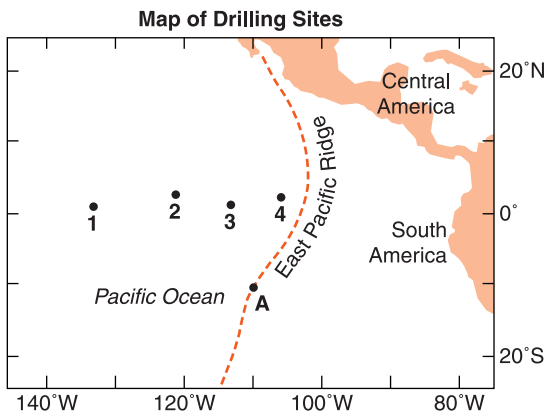 Map of Drilling Sites
20˚N
Central
America
East Pacific Ridge
1
2
3
4
0˚
South
America
Pacific Ocean
A
20˚S
140˚W
120˚W
100˚W
80˚W